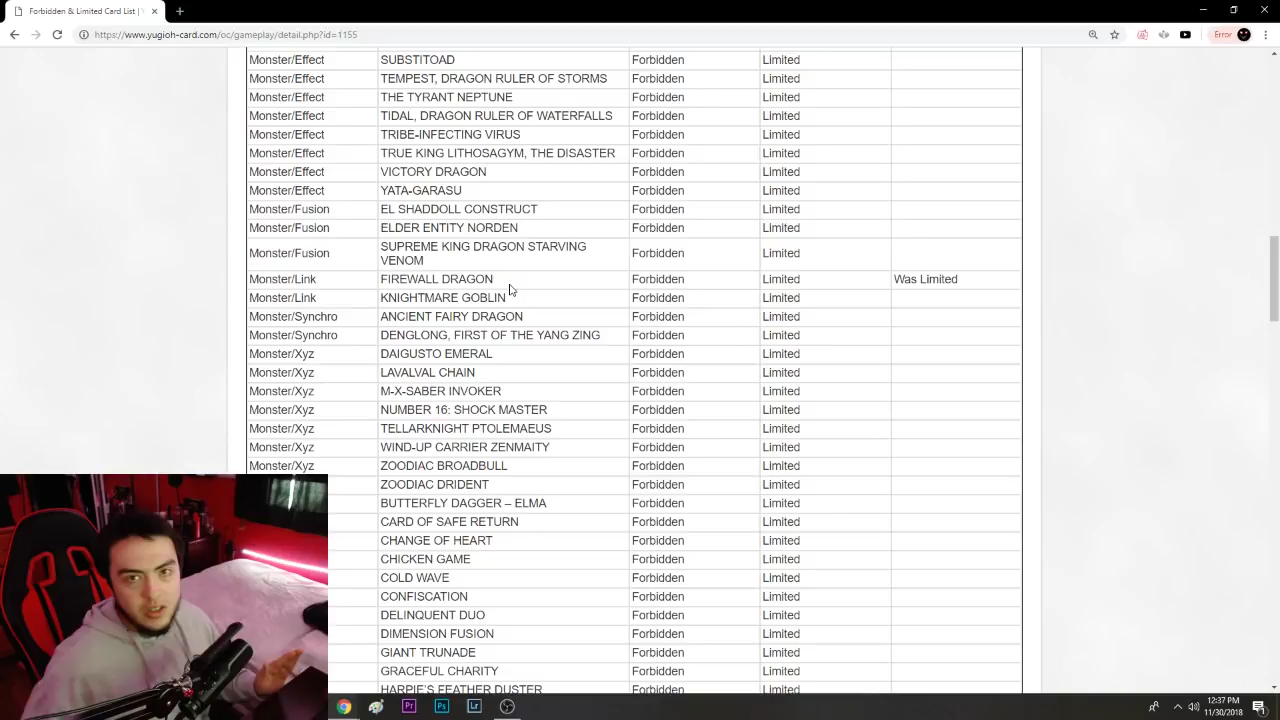 Forbidden & Limited Card List |
https://www.yugioh-card.com/oc/gameplay/detail.php?id=1155
Error
Monster/Effect SUBSTITOAD Forbidden Limited
Monster/Effect TEMPEST, DRAGON RULER OF STORMS Forbidden Limited
Monster/Effect THE TYRANT NEPTUNE Forbidden Limited
Monster/Effect TIDAL, DRAGON RULER OF WATERFALLS Forbidden Limited
Monster/Effect TRIBE-INFECTING VIRUS Forbidden Limited
Monster/Effect TRUE KING LITHOSAGYM, THE DISASTER Forbidden Limited
Monster/Effect VICTORY DRAGON Forbidden Limited
Monster/Effect YATA-GARASU Forbidden Limited
Monster/Fusion EL SHADDOLL CONSTRUCT Forbidden Limited
Monster/Fusion ELDER ENTITY NORDEN Forbidden Limited
Monster/Fusion SUPREME KING DRAGON STARVING
VENOM Forbidden Limited
Monster/Link FIREWALL DRAGON Forbidden Limited Was Limited
Monster/Link KNIGHTMARE GOBLIN Forbidden Limited
Monster/Synchro ANCIENT FAIRY DRAGON Forbidden Limited
Monster/Synchro DENGLONG, FIRST OF THE YANG ZING Forbidden Limited
Monster/Xyz DAIGUSTO EMERAL Forbidden Limited
Monster/Xyz LAVALVAL CHAIN Forbidden Limited
Monster/Xyz M-X-SABER INVOKER Forbidden Limited
Monster/Xyz NUMBER 16: SHOCK MASTER Forbidden Limited
Monster/Xyz TELLARKNIGHT PTOLEMAEUS Forbidden Limited
Monster/Xyz WIND-UP CARRIER ZENMAITY Forbidden Limited
Monster/Xyz ZOODIAC BROADBULL Forbidden Limited
ZOODIAC DRIDENT Forbidden Limited
BUTTERFLY DAGGER – ELMA Forbidden Limited
CARD OF SAFE RETURN Forbidden Limited
CHANGE OF HEART Forbidden Limited
CHICKEN GAME Forbidden Limited
COLD WAVE Forbidden Limited
CONFISCATION Forbidden Limited
DELINQUENT DUO Forbidden Limited
DIMENSION FUSION Forbidden Limited
GIANT TRUNADE Forbidden Limited
GRACEFUL CHARITY Forbidden Limited
HARPIE'S FEATHER DUSTER Forbidden Limited
Pr Ps Lr
12:37 PM
11/30/2018